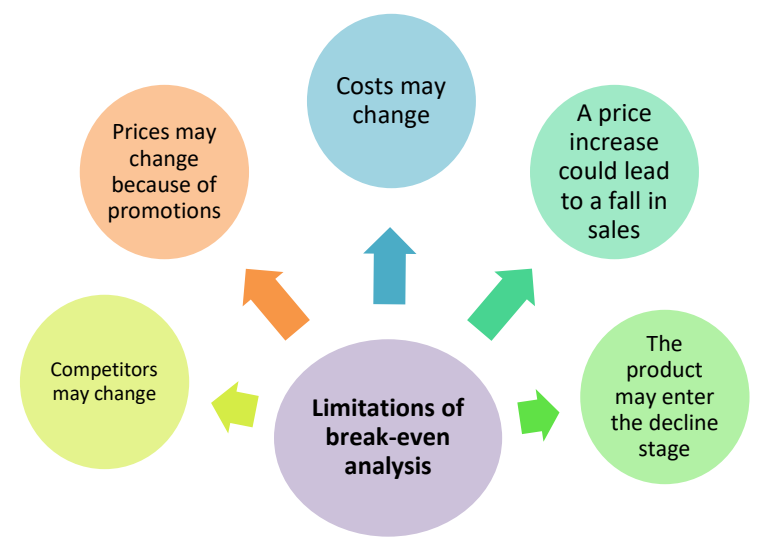 Costs may
change
Prices may
change
because of
promotions
A price
increase
could lead
to a fall in
sales
Competitors
may change
The
product
may enter
the decline
stage
Limitations of
break-even
analysis